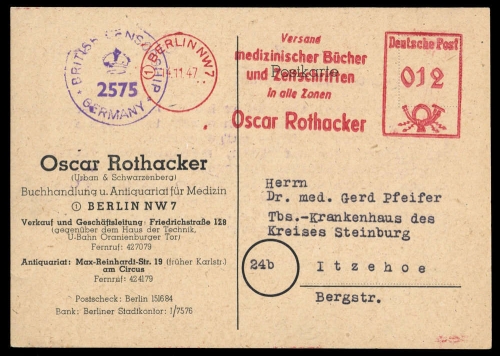 BRITISH CENSORSHIP
2575
GERMANY
① BERLIN NW 7
.11.47
Versand
medizinischer Bücher
und Zeitschriften
in alle Zonen
Oscar Rothacker
Postkarte
Deutsche Post
012
Oscar Rothacker
(Urban & Schwarzenberg)
Buchhandlung u. Antiquariat für Medizin
① BERLIN NW 7
Verkauf und Geschäftsleitung: Friedrichstraße 128
(gegenüber dem Haus der Technik,
U-Bahn Oranienburger Tor)
Fernruf: 427079
Antiquariat: Max-Reinhardt-Str. 19 (früher Karlstr.)
am Circus
Fernruf: 424179
Postscheck: Berlin 151684
Bank: Berliner Stadtkontor: 1/7576
Herrn
Dr. med. Gerd Pfeifer
Tbs.-Krankenhaus des
Kreises Steinburg
24b
Itzehoe
Bergstr.